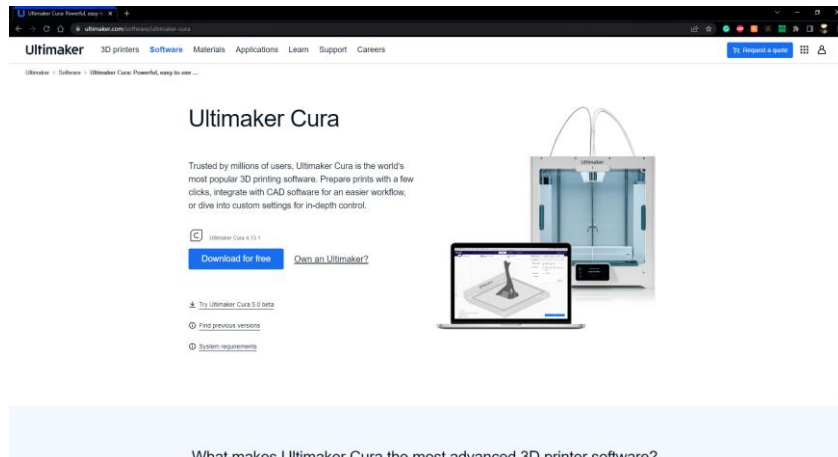 Ultimaker Cura: Powerful, easy-to
ultimaker.com/software/ultimaker-cura
Ultimaker 3D printers Software Materials Applications Learn Support Careers Request a quote
Ultimaker › Software › Ultimaker Cura: Powerful, easy-to-use ...
Ultimaker Cura
Trusted by millions of users, Ultimaker Cura is the world's
most popular 3D printing software. Prepare prints with a few
clicks, integrate with CAD software for an easier workflow,
or dive into custom settings for in-depth control.
Ultimaker Cura 4.13.1
Download for free Own an Ultimaker?
Try Ultimaker Cura 5.0 beta
Find previous versions
System requirements
Ultimaker
What makes Ultimaker Cura the most advanced 3D printer software?